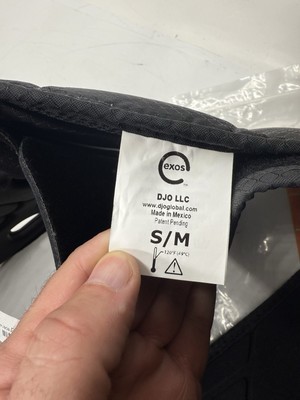 exos
DJO LLC
www.djoglobal.com
Made in Mexico
Patent Pending
S/M